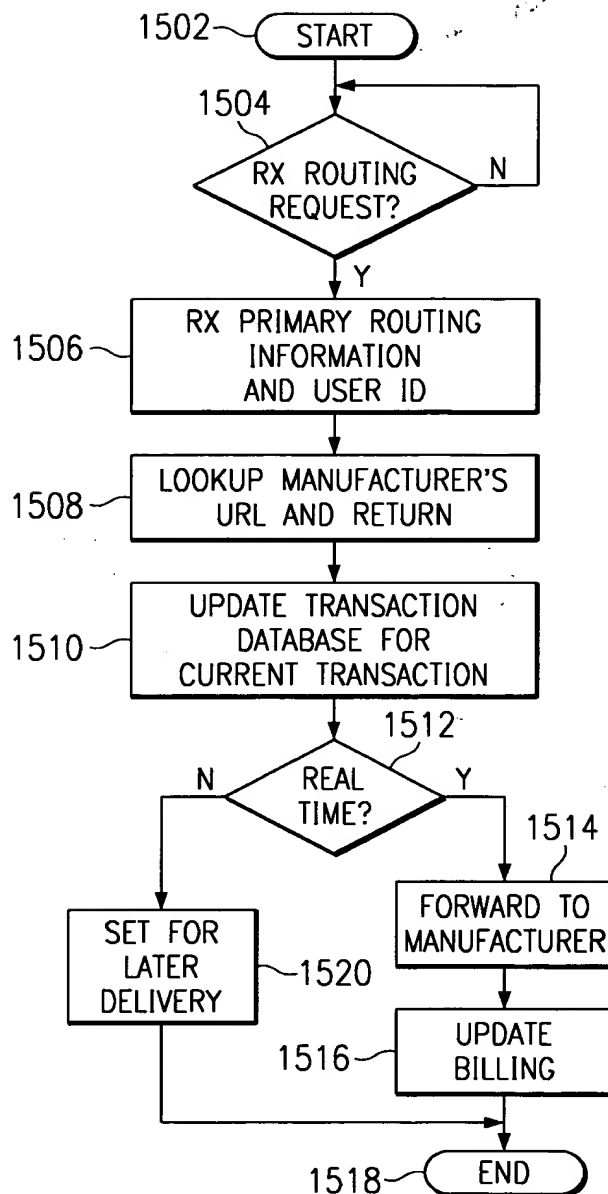 1502
START
1504
RX ROUTING
REQUEST?
N
Y
1506
RX PRIMARY ROUTING
INFORMATION
AND USER ID
1508
LOOKUP MANUFACTURER'S
URL AND RETURN
1510
UPDATE TRANSACTION
DATABASE FOR
CURRENT TRANSACTION
1512
N
REAL
TIME?
Y
1514
FORWARD TO
MANUFACTURER
SET FOR
LATER
DELIVERY
1520
1516
UPDATE
BILLING
1518
END